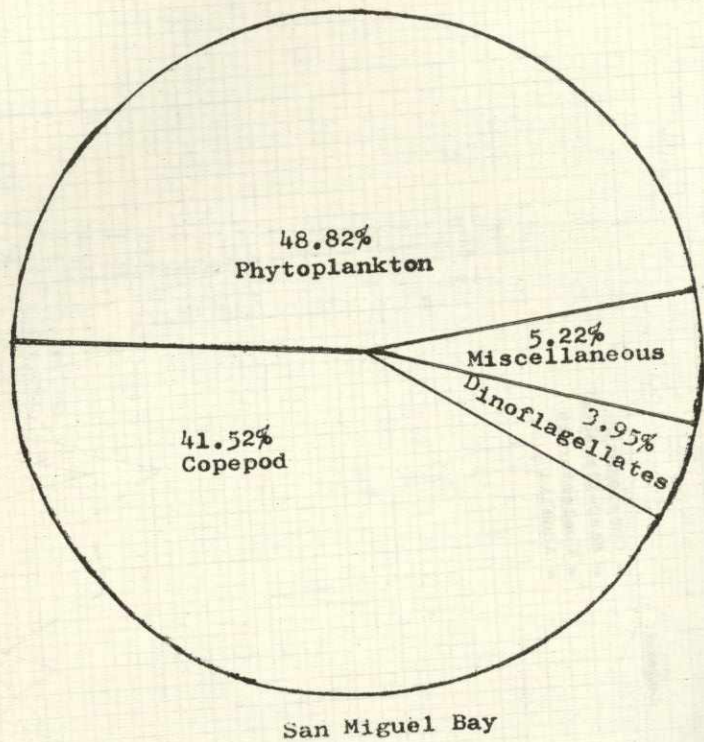 48.82%
Phytoplankton
5.22%
Miscellaneous
3.95%
Dinoflagellates
41.52%
Copepod
San Miguel Bay